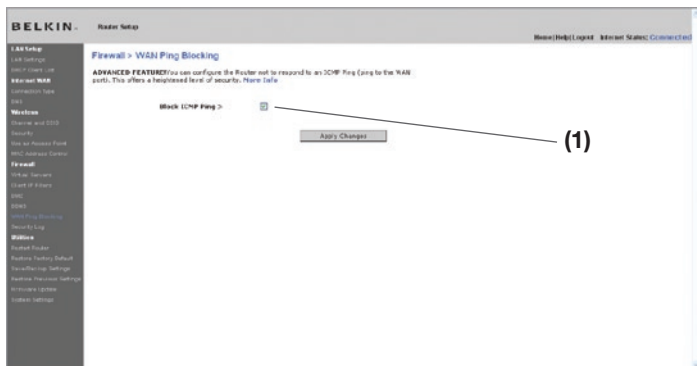 BELKIN. Router Setup
Home|Help|Logout Internet Status: Connected
LAN Setup
LAN Settings
DHCP Client List
Internet WAN
Connection Type
DNS
Wireless
Channel and SSID
Security
Use as Access Point
MAC Address Control
Firewall
Virtual Servers
Client IP Filters
DMZ
DDNS
WAN Ping Blocking
Security Log
Utilities
Restart Router
Restore Factory Default
Save/Backup Settings
Restore Previous Settings
Firmware Update
System Settings
Firewall > WAN Ping Blocking
ADVANCED FEATURE! You can configure the Router not to respond to an ICMP Ping (ping to the WAN
port). This offers a heightened level of security. More Info
Block ICMP Ping >
Apply Changes
(1)